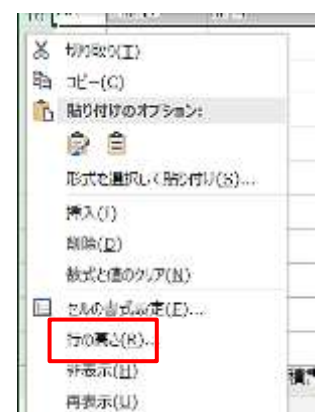 切り取り(T)
コピー(C)
貼り付けのオプション:
形式を選択して貼り付け(S)...
挿入(I)
削除(D)
数式と値のクリア(N)
セルの書式設定(F)...
行の高さ(R)...
非表示(H)
再表示(U)